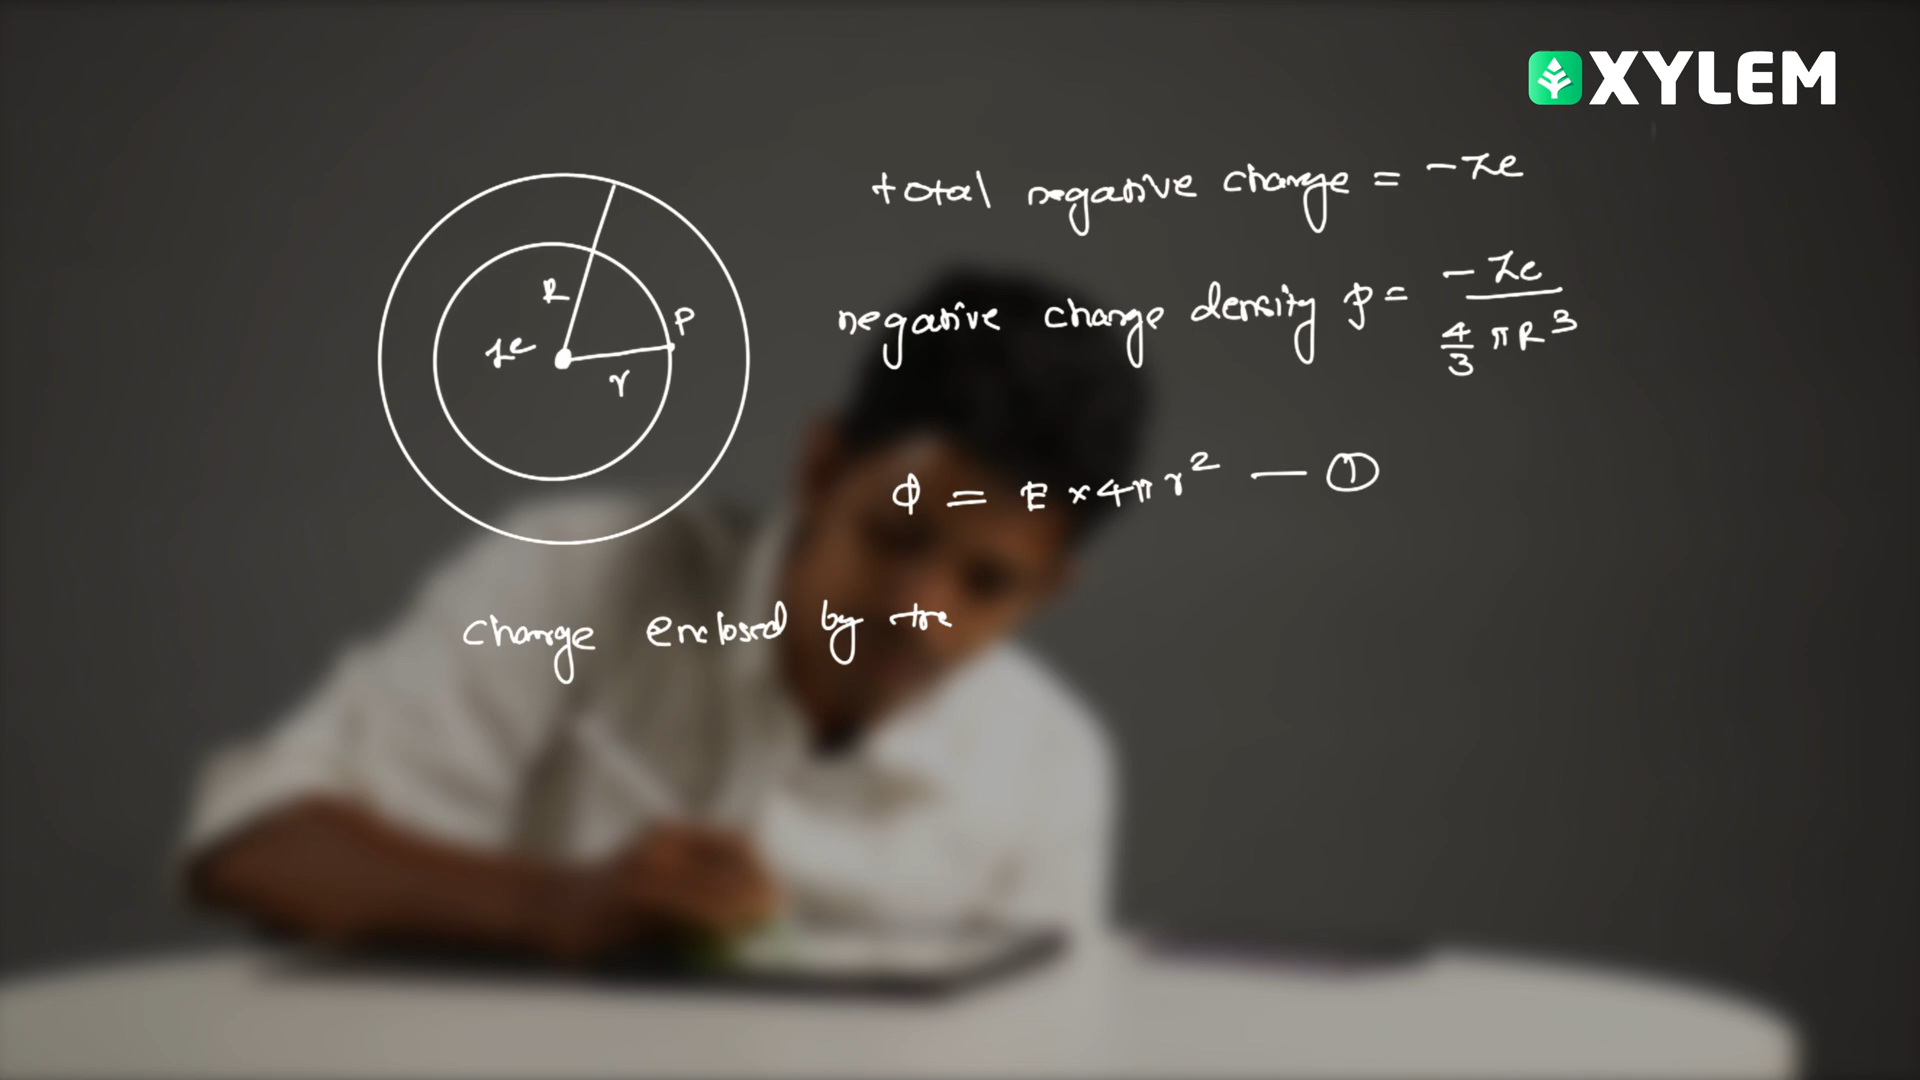 XYLEM
total negative charge = -Ze
negative charge density ρ = -Ze / 4/3 πR³
R
P
Ze
r
Φ = E × 4πr² — ①
charge enclosed by the